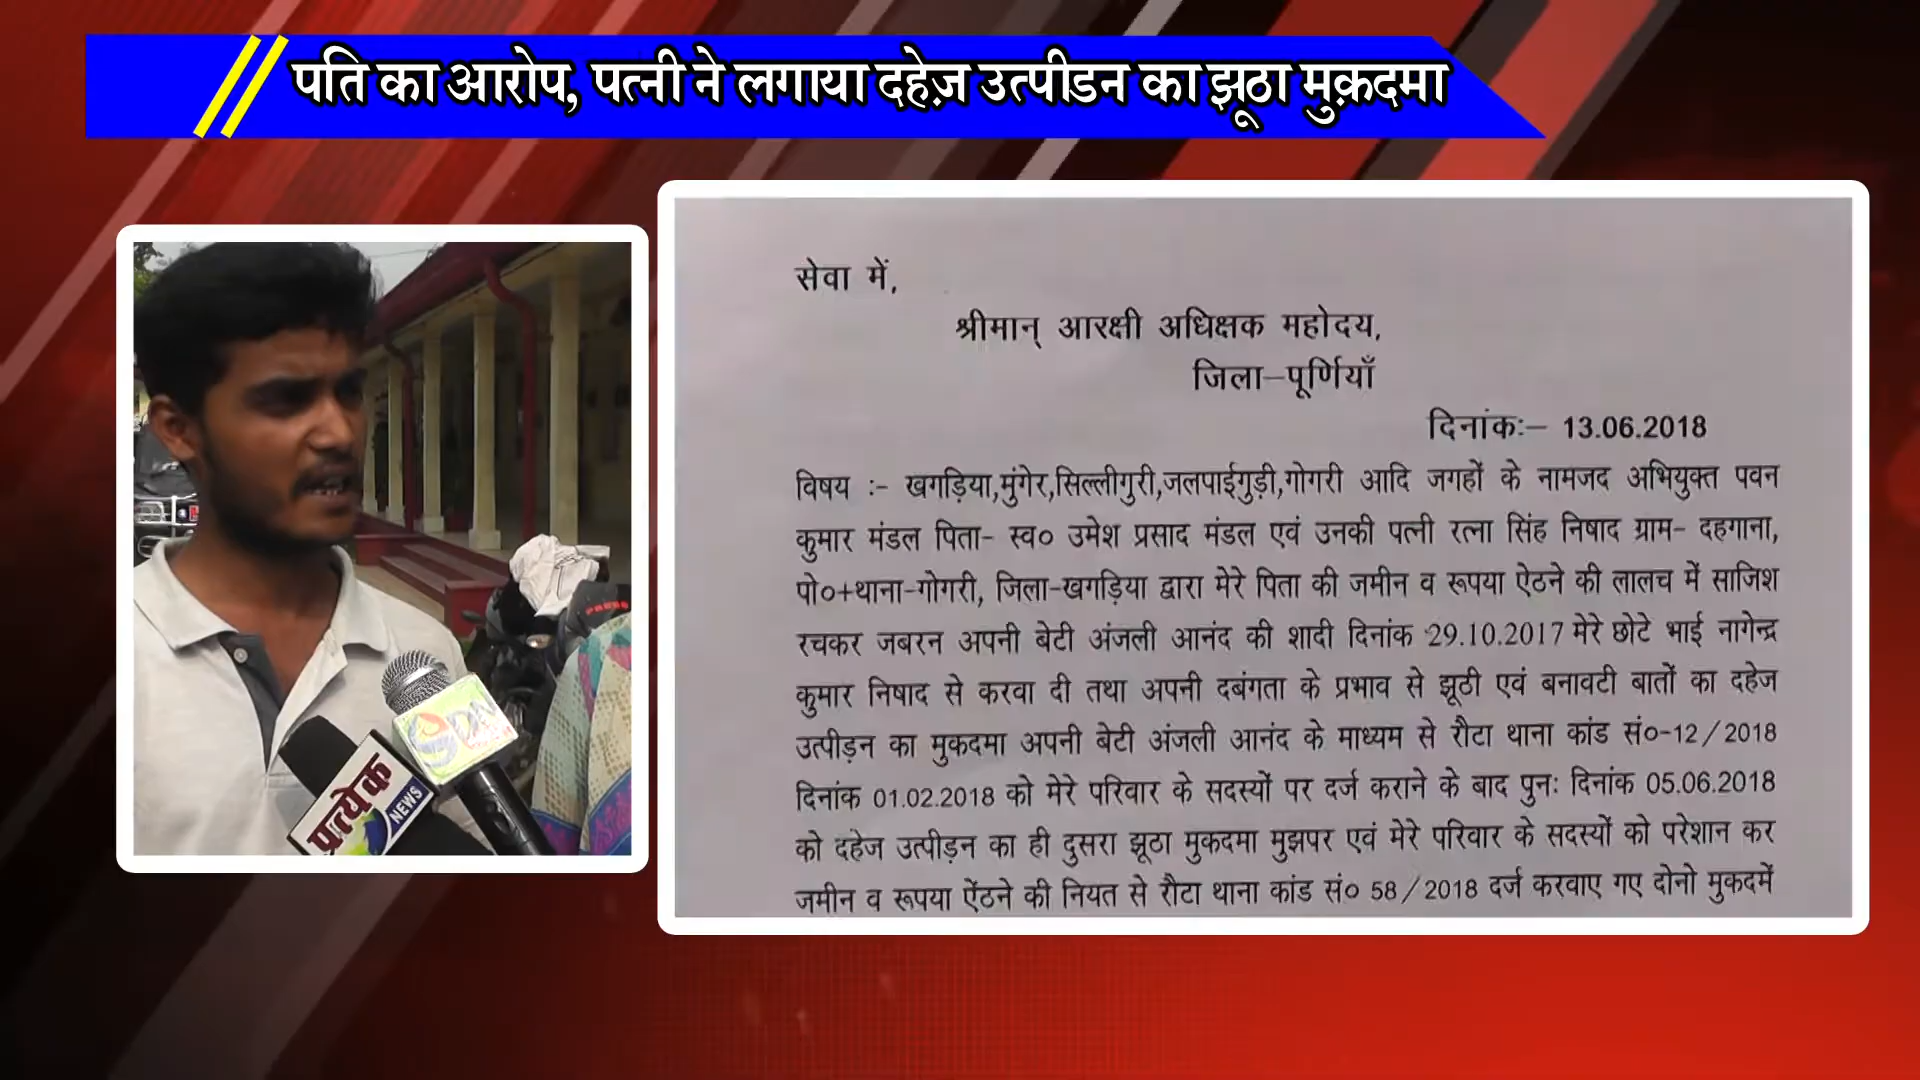 पति का आरोप, पत्नी ने लगाया दहेज़ उत्पीडन का झूठा मुक़दमा
सेवा में,
श्रीमान् आरक्षी अधिक्षक महोदय,
जिला-पूर्णियाँ
दिनांकः- 13.06.2018
विषय :- खगड़िया,मुंगेर,सिल्लीगुरी,जलपाईगुड़ी,गोगरी आदि जगहों के नामजद अभियुक्त पवन
कुमार मंडल पिता- स्व० उमेश प्रसाद मंडल एवं उनकी पत्नी रत्ना सिंह निषाद ग्राम- दहगाना,
पो०+थाना-गोगरी, जिला-खगड़िया द्वारा मेरे पिता की जमीन व रूपया ऐठने की लालच में साजिश
रचकर जबरन अपनी बेटी अंजली आनंद की शादी दिनांक 29.10.2017 मेरे छोटे भाई नागेन्द्र
कुमार निषाद से करवा दी तथा अपनी दबंगता के प्रभाव से झूठी एवं बनावटी बातों का दहेज
उत्पीड़न का मुकदमा अपनी बेटी अंजली आनंद के माध्यम से रौटा थाना कांड सं०-12/2018
दिनांक 01.02.2018 को मेरे परिवार के सदस्यों पर दर्ज कराने के बाद पुनः दिनांक 05.06.2018
को दहेज उत्पीड़न का ही दुसरा झूठा मुकदमा मुझपर एवं मेरे परिवार के सदस्यों को परेशान कर
जमीन व रूपया ऐंठने की नियत से रौटा थाना कांड सं० 58/2018 दर्ज करवाए गए दोनो मुकदमें
PRESS
प्रत्येक
NEWS